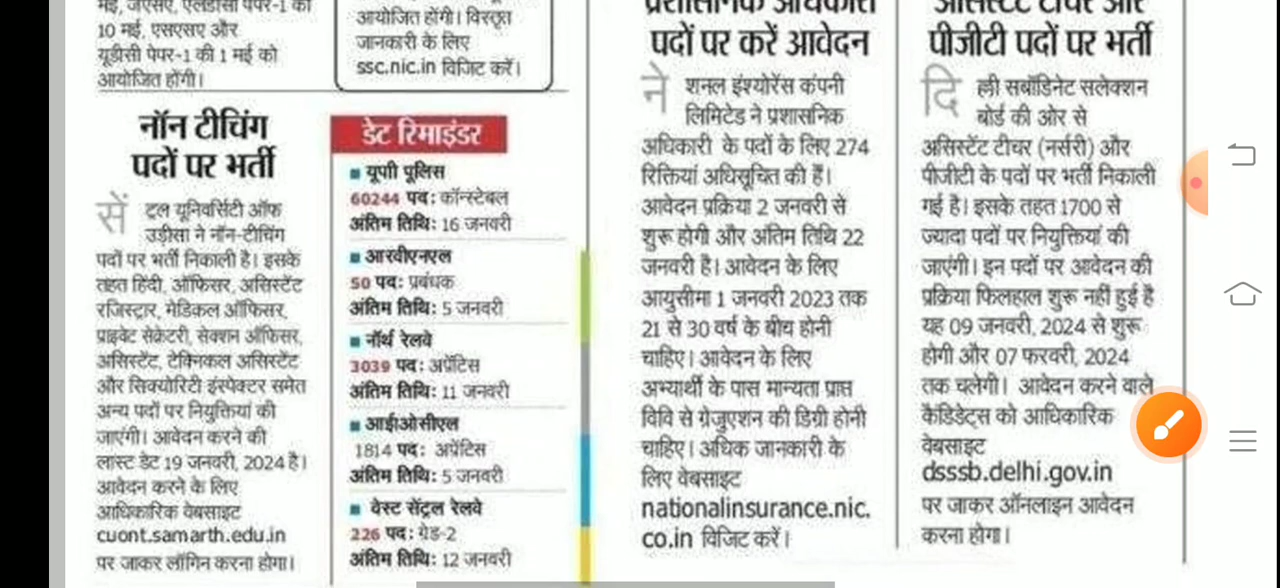 मई, जेएसए, एलडीसी पेपर-1 की
10 मई, एसएसए और
यूडीसी पेपर-1 की 1 मई को
आयोजित होंगी।
नॉन टीचिंग
पदों पर भर्ती
सेंट्रल यूनिवर्सिटी ऑफ
उड़ीसा ने नॉन-टीचिंग
पदों पर भर्ती निकाली है। इसके
तहत हिंदी, ऑफिसर, असिस्टेंट
रजिस्ट्रार, मेडिकल ऑफिसर,
प्राइवेट सेक्रेटरी, सेक्शन ऑफिसर,
असिस्टेंट, टेक्निकल असिस्टेंट
और सिक्योरिटी इंस्पेक्टर समेत
अन्य पदों पर नियुक्तियां की
जाएंगी। आवेदन करने की
लास्ट डेट 19 जनवरी, 2024 है।
आवेदन करने के लिए
आधिकारिक वेबसाइट
cuont.samarth.edu.in
पर जाकर लॉगिन करना होगा।
आयोजित होंगी। विस्तृत
जानकारी के लिए
ssc.nic.in विजिट करें।
डेट रिमाइंडर
यूपी पुलिस
60244 पद: कॉन्स्टेबल
अंतिम तिथि: 16 जनवरी
आरवीएनएल
50 पद: प्रबंधक
अंतिम तिथि: 5 जनवरी
नॉर्थ रेलवे
3039 पद: अप्रेंटिस
अंतिम तिथि: 11 जनवरी
आईओसीएल
1814 पद: अप्रेंटिस
अंतिम तिथि: 5 जनवरी
वेस्ट सेंट्रल रेलवे
226 पद: ग्रेड-2
अंतिम तिथि: 12 जनवरी
प्रशासनिक अधिकारी
पदों पर करें आवेदन
नेशनल इंश्योरेंस कंपनी
लिमिटेड ने प्रशासनिक
अधिकारी के पदों के लिए 274
रिक्तियां अधिसूचित की हैं।
आवेदन प्रक्रिया 2 जनवरी से
शुरू होगी और अंतिम तिथि 22
जनवरी है। आवेदन के लिए
आयुसीमा 1 जनवरी 2023 तक
21 से 30 वर्ष के बीच होनी
चाहिए। आवेदन के लिए
अभ्यार्थी के पास मान्यता प्राप्त
विवि से ग्रेजुएशन की डिग्री होनी
चाहिए। अधिक जानकारी के
लिए वेबसाइट
nationalinsurance.nic.
co.in विजिट करें।
असिस्टेंट टीचर और
पीजीटी पदों पर भर्ती
दिल्ली सबॉर्डिनेट सलेक्शन
बोर्ड की ओर से
असिस्टेंट टीचर (नर्सरी) और
पीजीटी के पदों पर भर्ती निकाली
गई है। इसके तहत 1700 से
ज्यादा पदों पर नियुक्तियां की
जाएंगी। इन पदों पर आवेदन की
प्रक्रिया फिलहाल शुरू नहीं हुई है
यह 09 जनवरी, 2024 से शुरू
होगी और 07 फरवरी, 2024
तक चलेगी। आवेदन करने वाले
कैंडिडेट्स को आधिकारिक
वेबसाइट
dsssb.delhi.gov.in
पर जाकर ऑनलाइन आवेदन
करना होगा।